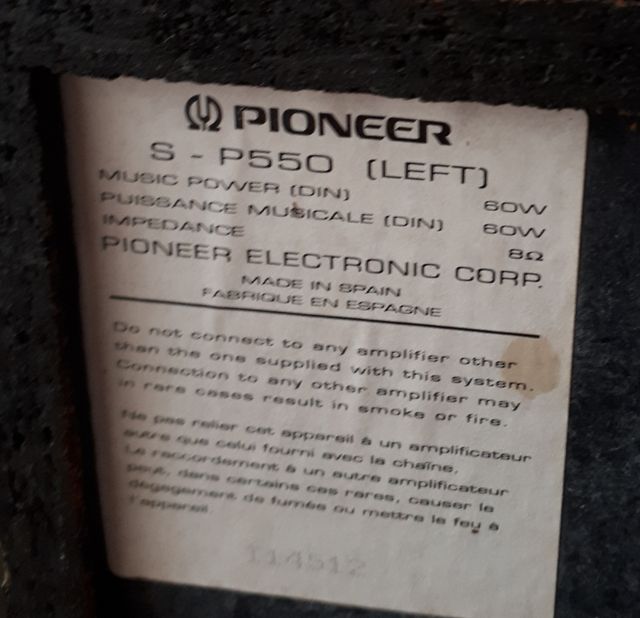 PIONEER
S - P550 (LEFT)
MUSIC POWER (DIN) 60W
PUISSANCE MUSICALE (DIN) 60W
IMPEDANCE 8Ω
PIONEER ELECTRONIC CORP.
MADE IN SPAIN
FABRIQUE EN ESPAGNE
Do not connect to any amplifier other
than the one supplied with this system.
Connection to any other amplifier may
in rare cases result in smoke or fire.
Ne pas relier cet appareil à un amplificateur
autre que celui fourni avec la chaîne.
Le raccordement à un autre amplificateur
peut, dans certains cas rares, causer le
dégagement de fumés ou mettre le feu à
l'appareil.
114512